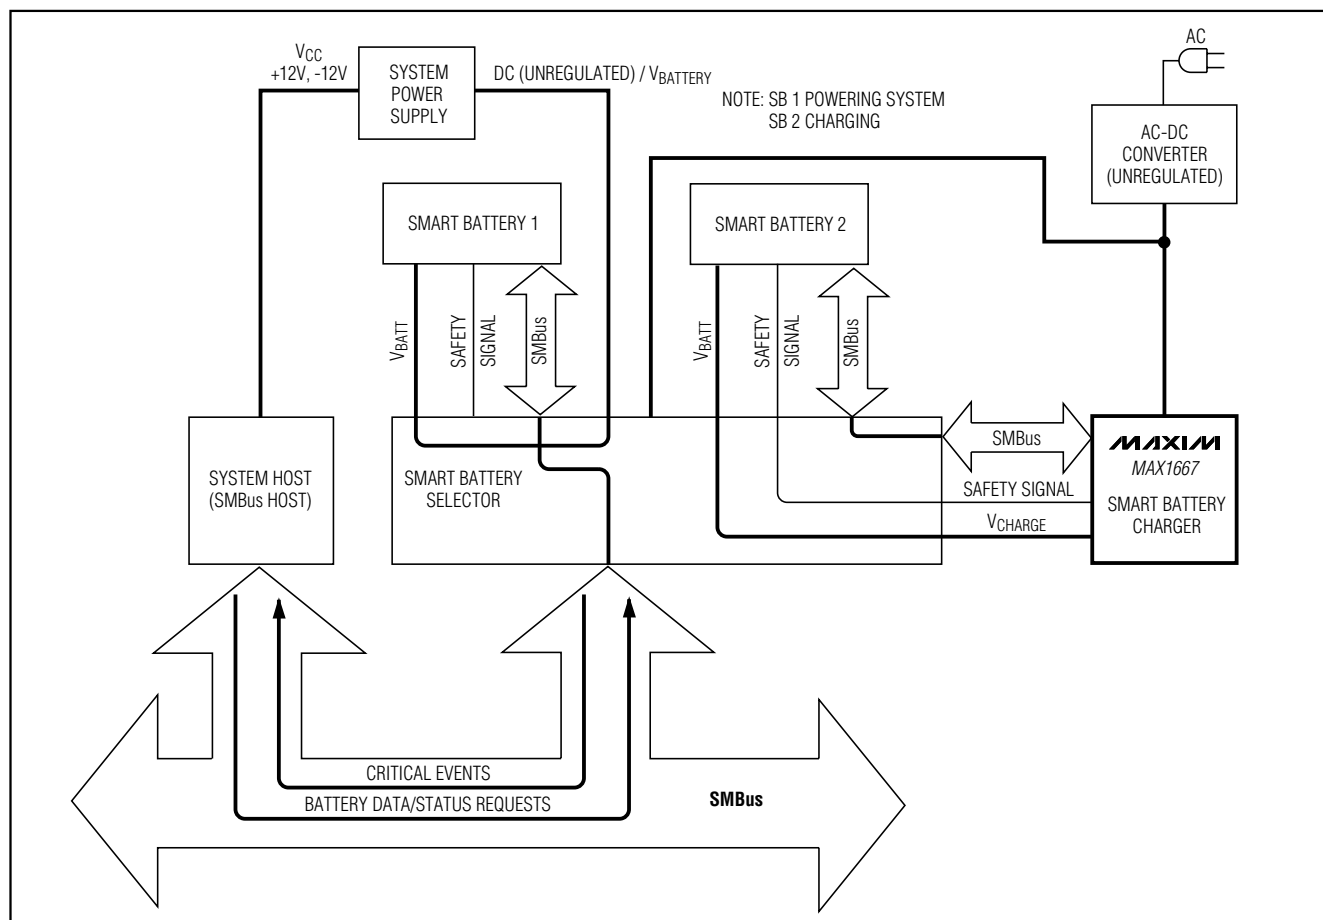 VCC
+12V, -12V
SYSTEM
POWER
SUPPLY
DC (UNREGULATED) / VBATTERY
AC
NOTE: SB 1 POWERING SYSTEM
SB 2 CHARGING
AC-DC
CONVERTER
(UNREGULATED)
SMART BATTERY 1
SMART BATTERY 2
VBATT
SAFETY
SIGNAL
SMBus
VBATT
SAFETY
SIGNAL
SMBus
SYSTEM HOST
(SMBus HOST)
SMART BATTERY
SELECTOR
SMBus
SAFETY SIGNAL
VCHARGE
MAXIM
MAX1667
SMART BATTERY
CHARGER
CRITICAL EVENTS
BATTERY DATA/STATUS REQUESTS
SMBus